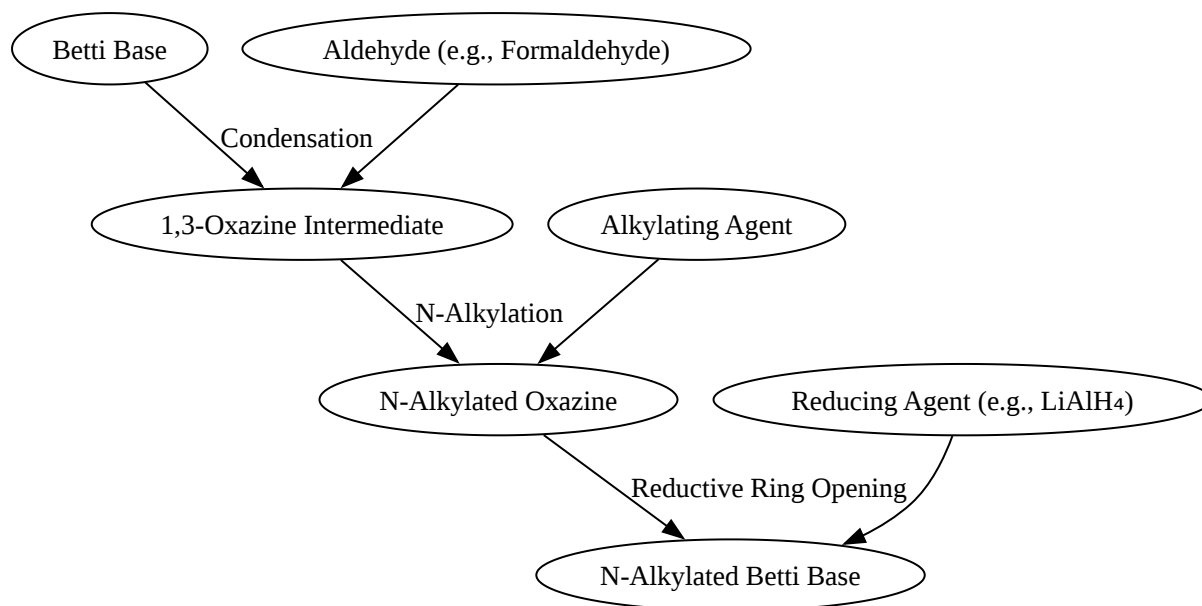 Betti Base
Aldehyde (e.g., Formaldehyde)
Condensation
1,3-Oxazine Intermediate
Alkylating Agent
N-Alkylation
N-Alkylated Oxazine
Reducing Agent (e.g., LiAlH₄)
Reductive Ring Opening
N-Alkylated Betti Base